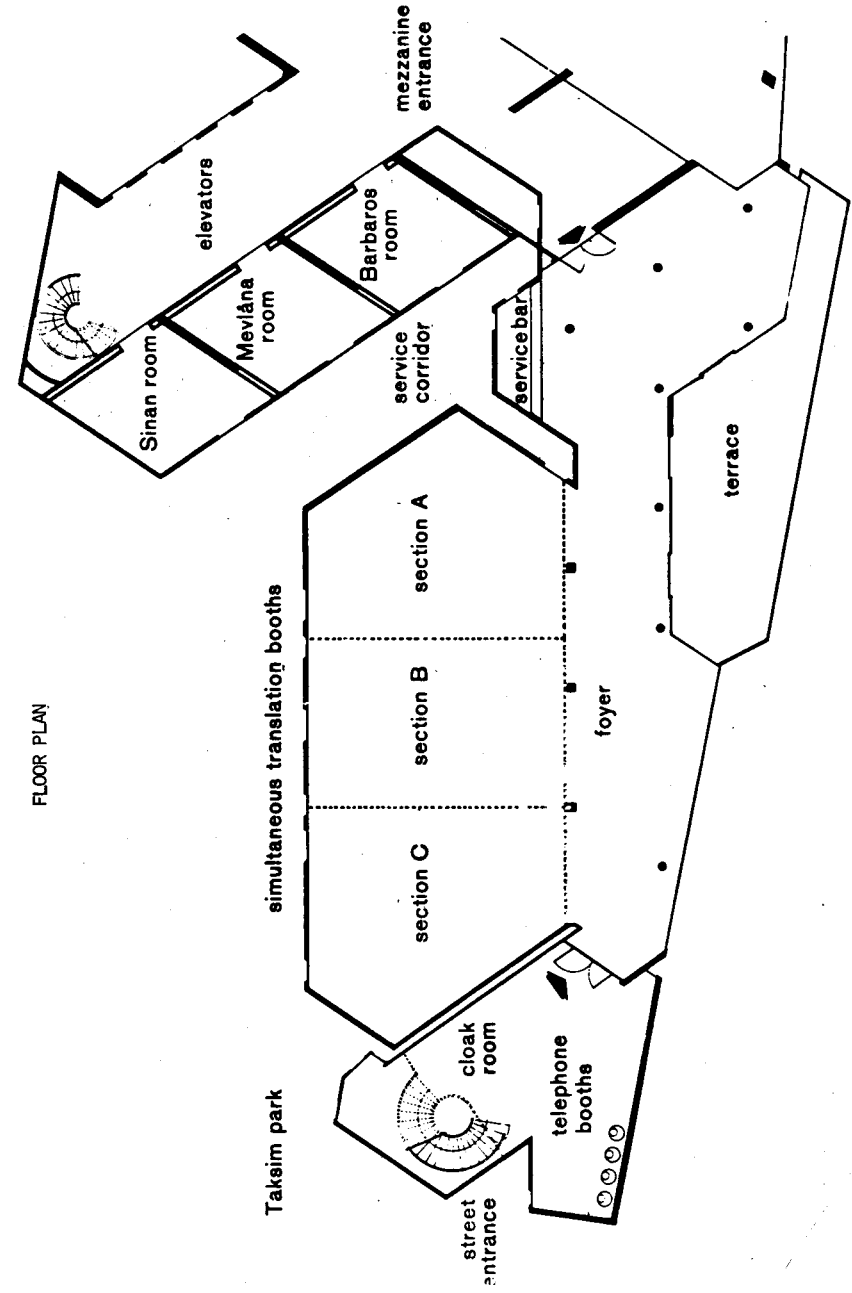 FLOOR PLAN
Taksim park
simultaneous translation booths
street
entrance
cloak
room
telephone
booths
section C
section B
section A
foyer
terrace
service bar
service
corridor
Sinan room
Mevlâna
room
Barbaros
room
elevators
mezzanine
entrance